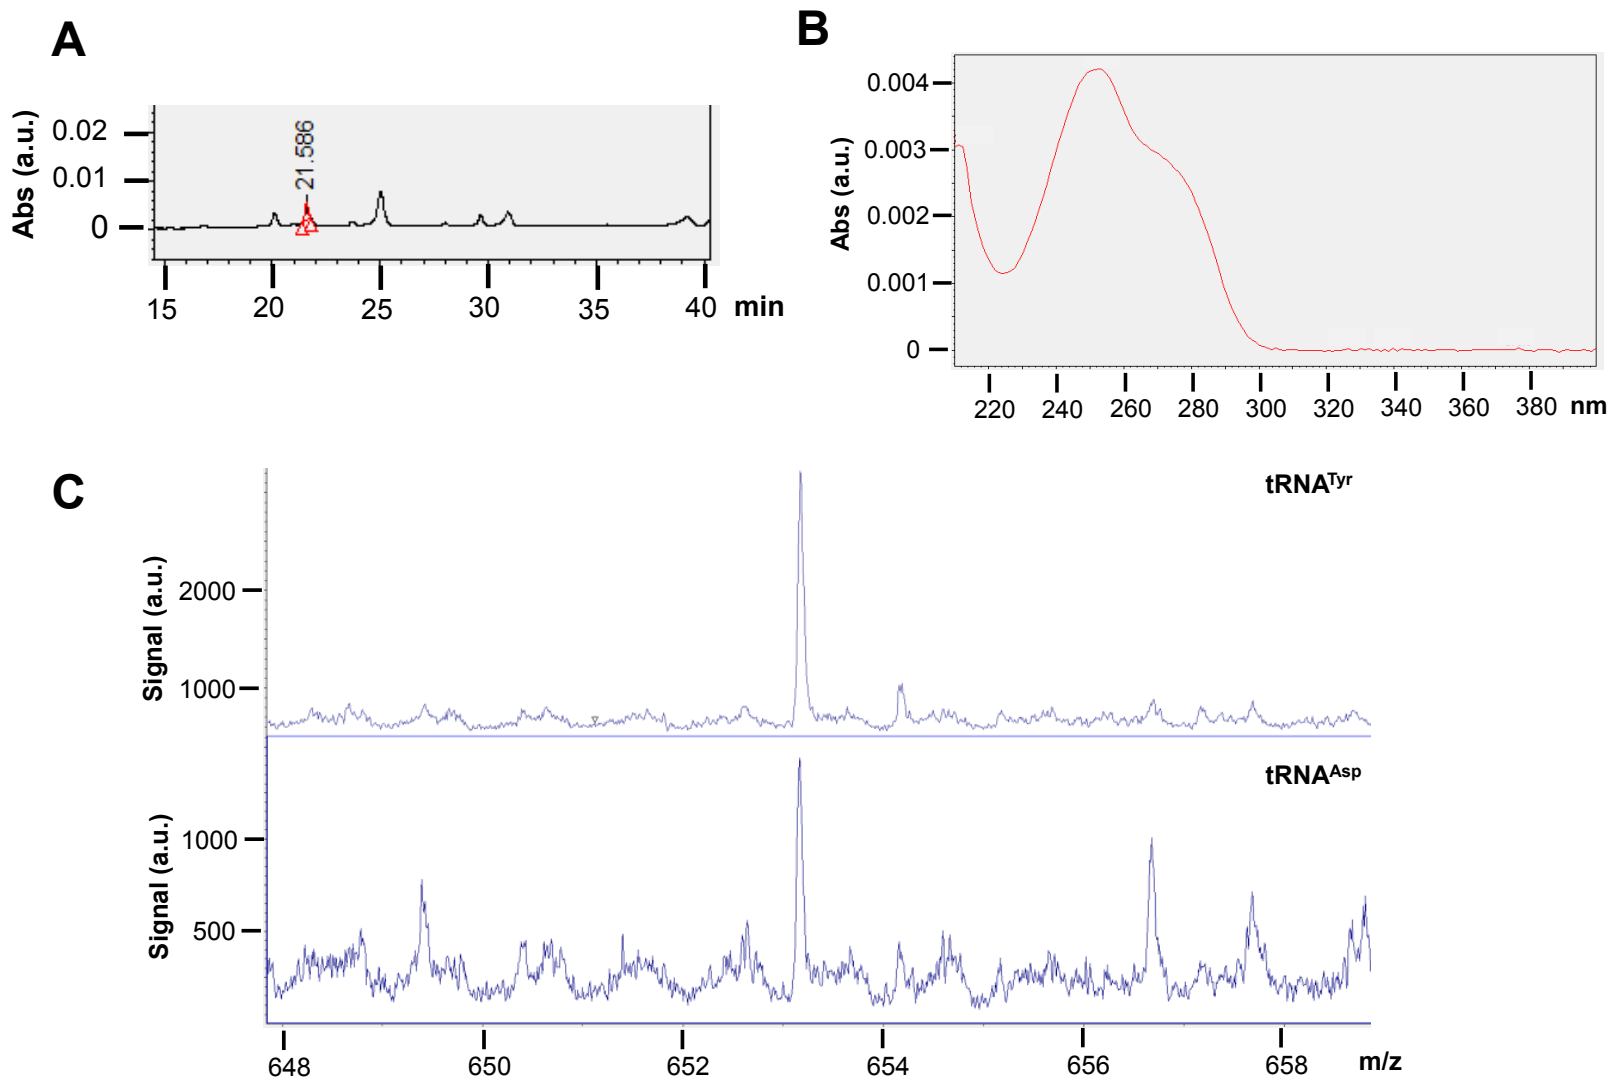 A
Abs (a.u.)
0.02
0.01
0
21.586
15 20 25 30 35 40 min
B
Abs (a.u.)
0.004
0.003
0.002
0.001
0
220 240 260 280 300 320 340 360 380 nm
C
tRNATyr
Signal (a.u.)
2000
1000
tRNAAsp
Signal (a.u.)
1000
500
648 650 652 654 656 658 m/z